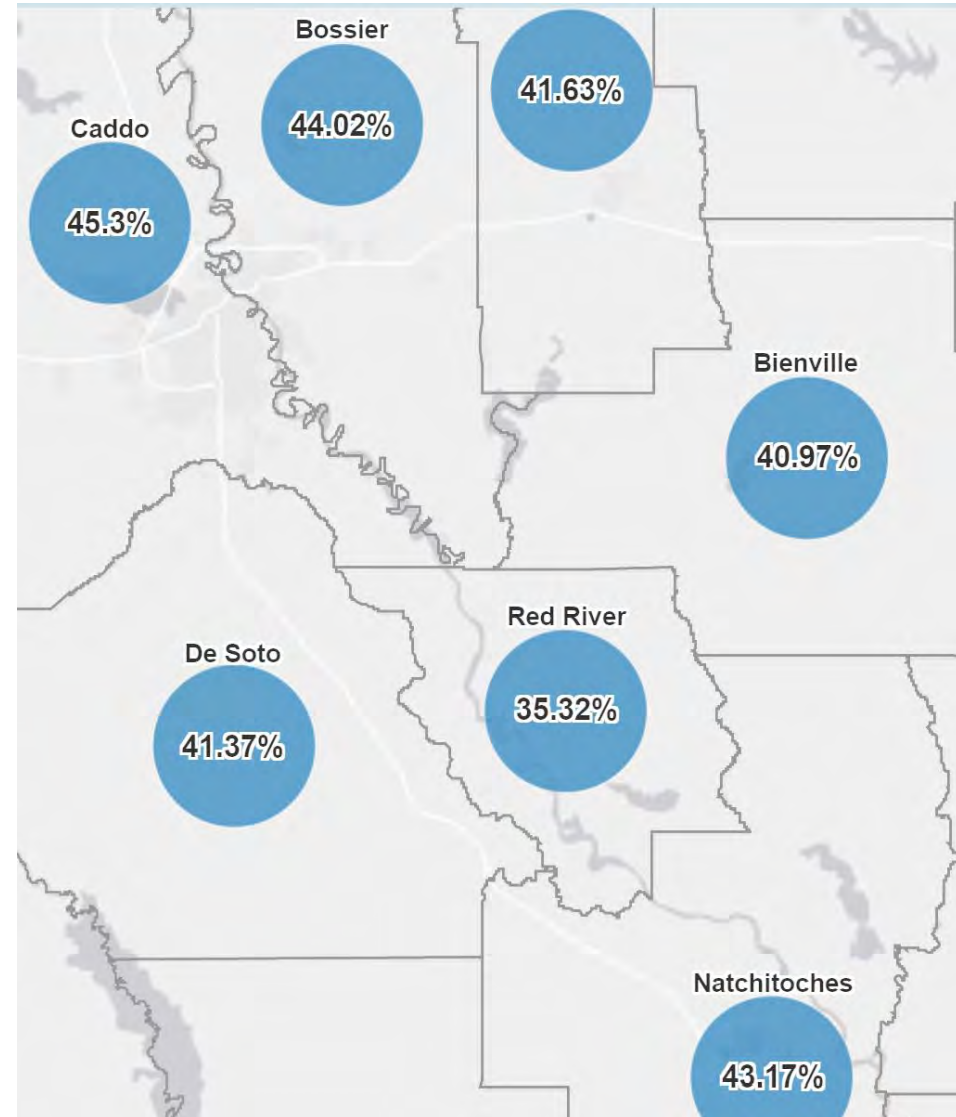 Bossier
44.02%
41.63%
Caddo
45.3%
Bienville
40.97%
Red River
35.32%
De Soto
41.37%
Natchitoches
43.17%